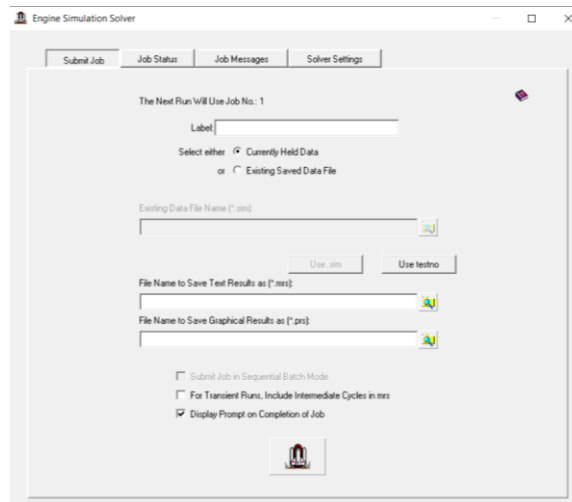 Engine Simulation Solver
Submit Job Job Status Job Messages Solver Settings
The Next Run Will Use Job No.: 1
Label:
Select either Currently Held Data
or Existing Saved Data File
Existing Data File Name (*.sim):
Use .sim Use testno
File Name to Save Text Results as (*.mrs):
File Name to Save Graphical Results as (*.prs):
Submit Job in Sequential Batch Mode
For Transient Runs, Include Intermediate Cycles in mrs
Display Prompt on Completion of Job